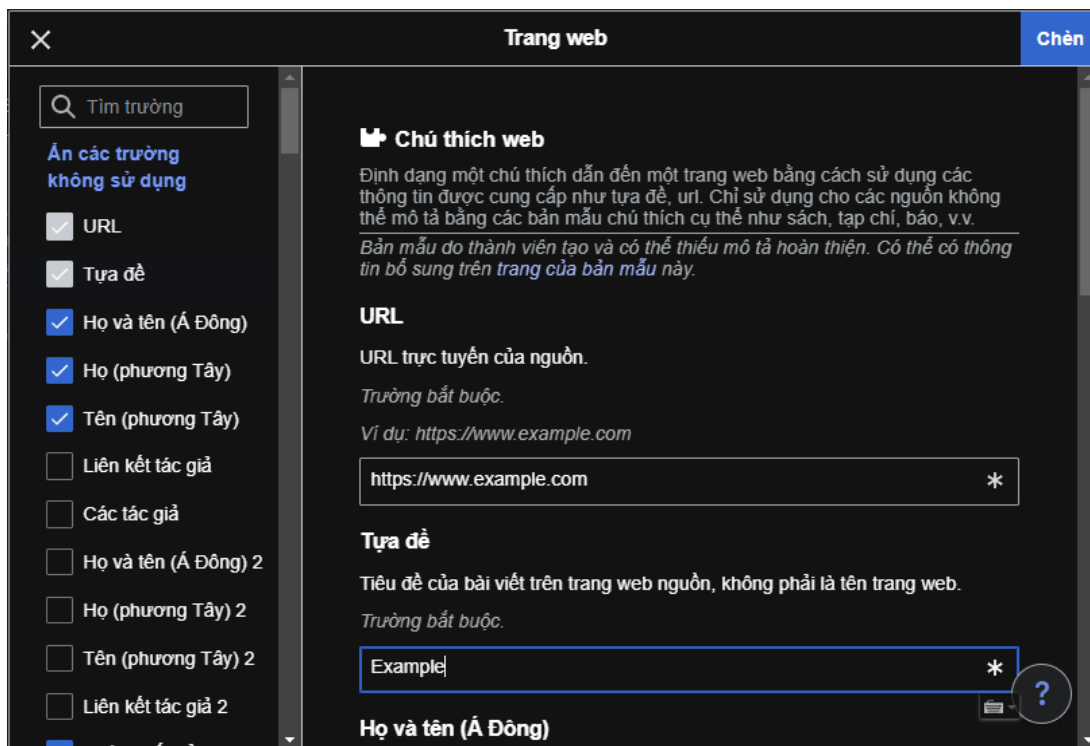 Trang web
Chèn
Tìm trường
Ẩn các trường
không sử dụng
URL
Tựa đề
Họ và tên (Á Đông)
Họ (phương Tây)
Tên (phương Tây)
Liên kết tác giả
Các tác giả
Họ và tên (Á Đông) 2
Họ (phương Tây) 2
Tên (phương Tây) 2
Liên kết tác giả 2
Chú thích web
Định dạng một chú thích dẫn đến một trang web bằng cách sử dụng các
thông tin được cung cấp như tựa đề, url. Chỉ sử dụng cho các nguồn không
thể mô tả bằng các bản mẫu chú thích cụ thể như sách, tạp chí, báo, v.v.
Bản mẫu do thành viên tạo và có thể thiếu mô tả hoàn thiện. Có thể có thông
tin bổ sung trên trang của bản mẫu này.
URL
URL trực tuyến của nguồn.
Trường bắt buộc.
Ví dụ: https://www.example.com
https://www.example.com
Tựa đề
Tiêu đề của bài viết trên trang web nguồn, không phải là tên trang web.
Trường bắt buộc.
Example
?
Họ và tên (Á Đông)